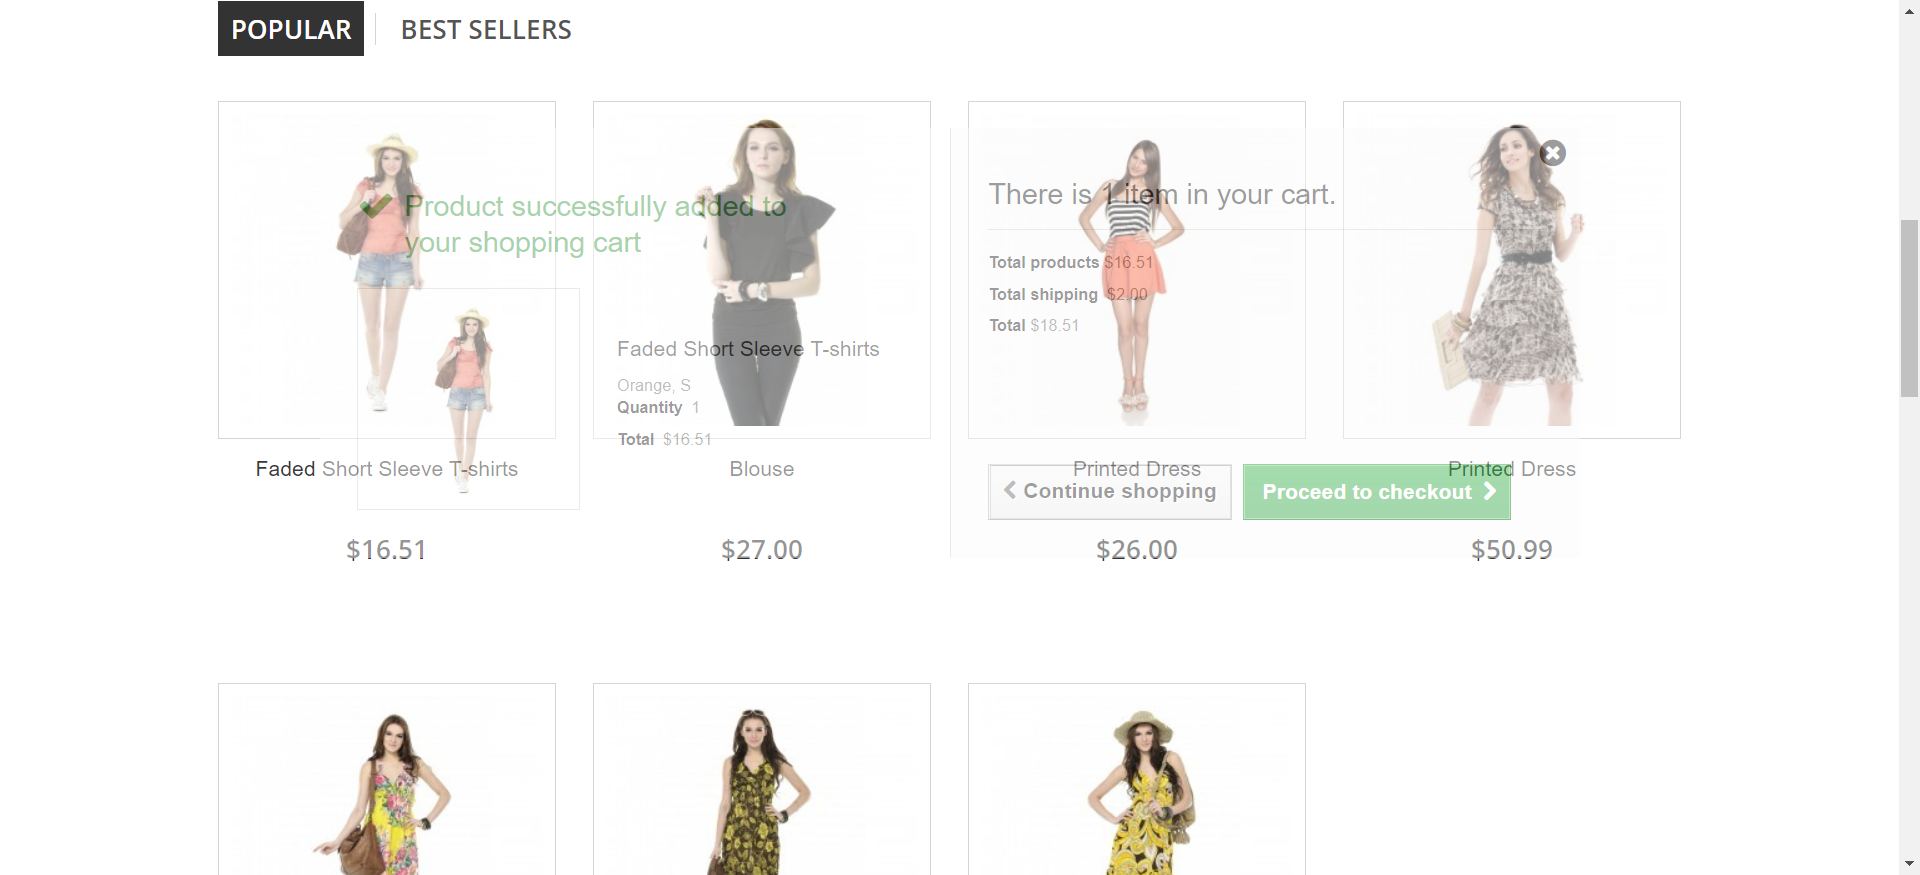 POPULAR
BEST SELLERS
Product successfully added to
your shopping cart
Faded Short Sleeve T-shirts
Orange, S
Quantity 1
Total $16.51
There is 1 item in your cart.
Total products $16.51
Total shipping $2.00
Total $18.51
Continue shopping
Proceed to checkout
Faded Short Sleeve T-shirts
Blouse
Printed Dress
Printed Dress
$16.51
$27.00
$26.00
$50.99